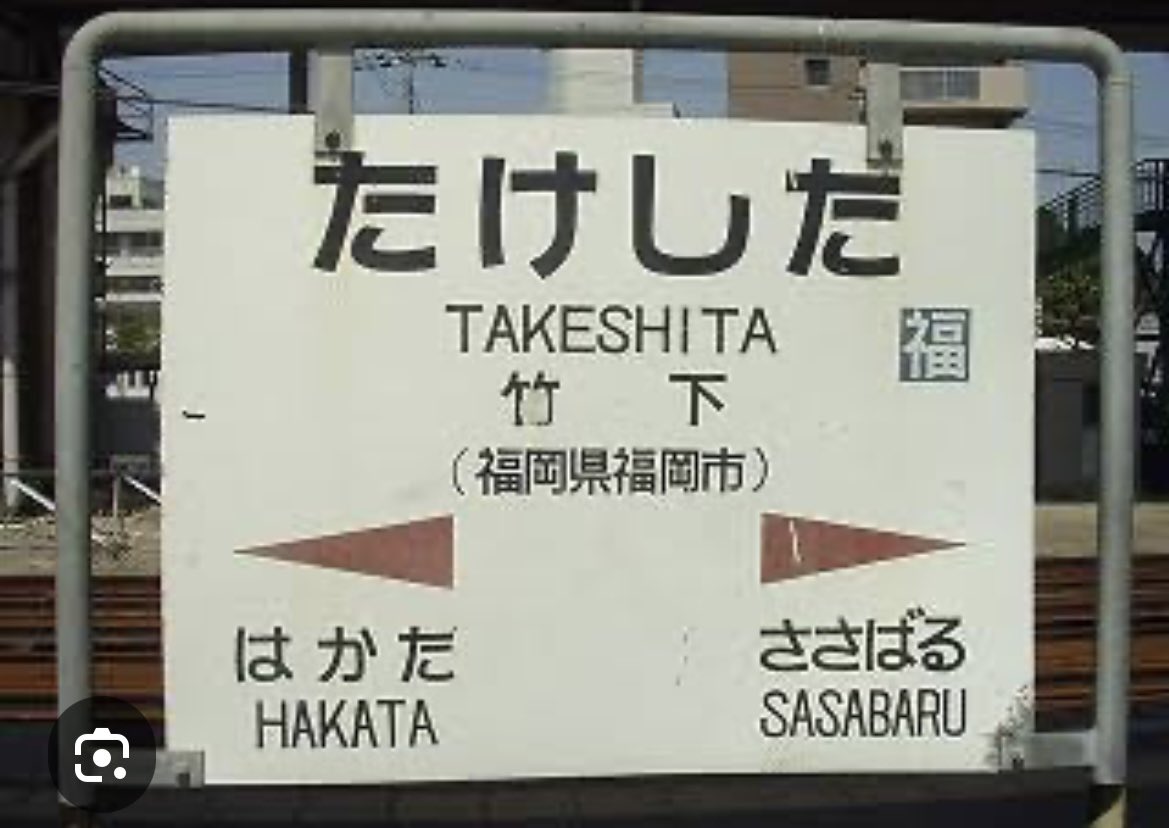 たけした
TAKESHITA
福
竹下
（福岡県福岡市）
はかた ささばる
HAKATA SASABARU